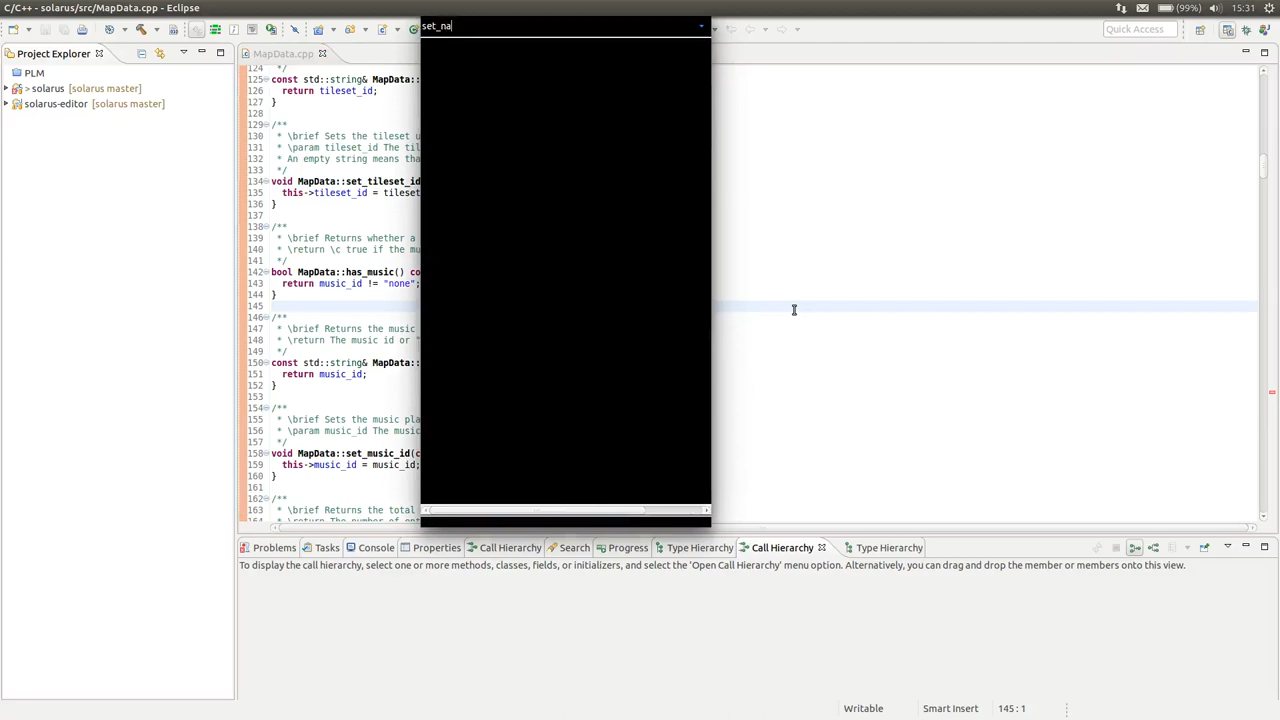 C/C++ - solarus/src/MapData.cpp - Eclipse
(99%)
15:31
Quick Access
Project Explorer
MapData.cpp
PLM
> solarus [solarus master]
solarus-editor [solarus master]
set_na
124 */
125 const std::string& MapData::
126 return tileset_id;
127 }
128
129 /**
130 * \brief Sets the tileset u
131 * \param tileset_id The til
132 * An empty string means tha
133 */
134 void MapData::set_tileset_id
135 this->tileset_id = tileset
136 }
137
138 /**
139 * \brief Returns whether a
140 * \return \c true if the mu
141 */
142 bool MapData::has_music() co
143 return music_id != "none";
144 }
145
146 /**
147 * \brief Returns the music
148 * \return The music id or "
149 */
150 const std::string& MapData::
151 return music_id;
152 }
153
154 /**
155 * \brief Sets the music pla
156 * \param music_id The music
157 */
158 void MapData::set_music_id(c
159 this->music_id = music_id;
160 }
161
162 /**
163 * \brief Returns the total
164 * \return The number of ent
Problems
Tasks
Console
Properties
Call Hierarchy
Search
Progress
Type Hierarchy
Call Hierarchy
Type Hierarchy
To display the call hierarchy, select one or more methods, classes, fields, or initializers, and select the 'Open Call Hierarchy' menu option. Alternatively, you can drag and drop the member or members onto this view.
Writable
Smart Insert
145 : 1